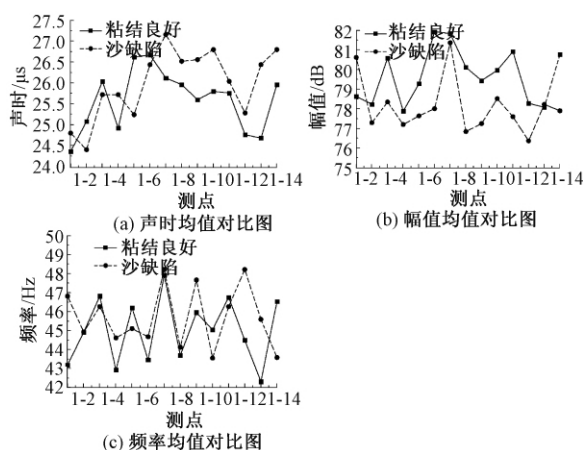 27.5
27.0
26.5
26.0
25.5
25.0
24.5
24.0
声时/μs
粘结良好
沙缺陷
1-2 1-4 1-6 1-8 1-10 1-12 1-14
测点
(a) 声时均值对比图
82
81
80
79
78
77
76
75
幅值/dB
粘结良好
沙缺陷
1-2 1-4 1-6 1-8 1-10 1-12 1-14
测点
(b) 幅值均值对比图
50
49
48
47
46
45
44
43
42
频率/Hz
粘结良好
沙缺陷
1-2 1-4 1-6 1-8 1-10 1-12 1-14
测点
(c) 频率均值对比图